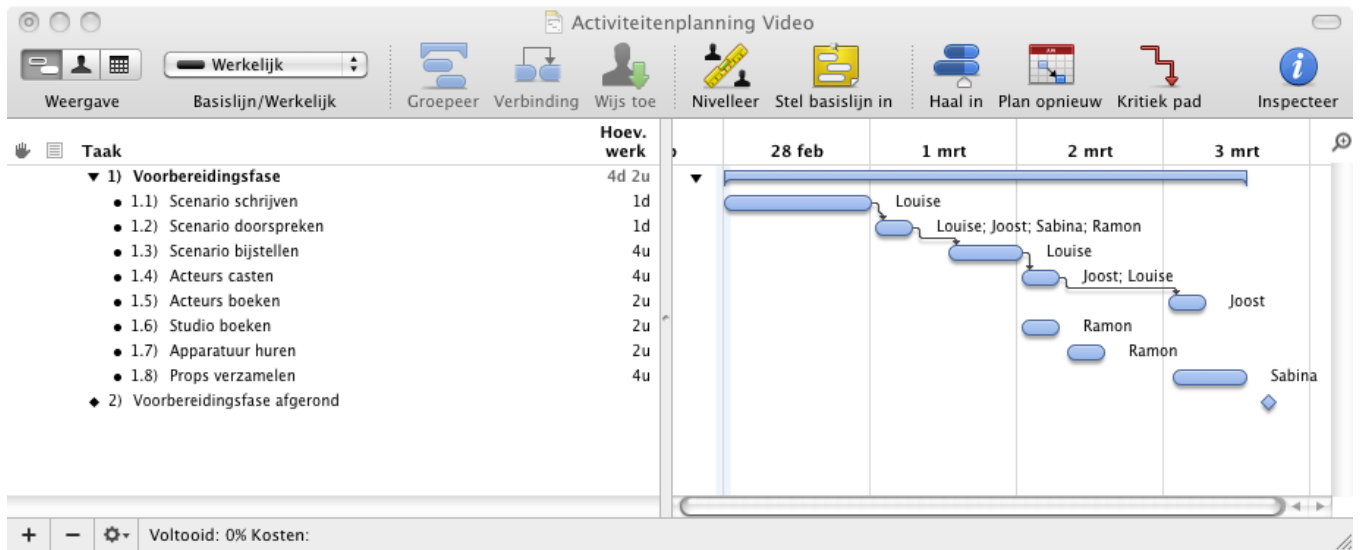 Activiteitenplanning Video
Werkelijk
Weergave Basislijn/Werkelijk Groepeer Verbinding Wijs toe Nivelleer Stel basislijn in Haal in Plan opnieuw Kritiek pad Inspecteer
Taak Hoev. werk 28 feb 1 mrt 2 mrt 3 mrt
1) Voorbereidingsfase 4d 2u
1.1) Scenario schrijven 1d Louise
1.2) Scenario doorspreken 1d Louise; Joost; Sabina; Ramon
1.3) Scenario bijstellen 4u Louise
1.4) Acteurs casten 4u Joost; Louise
1.5) Acteurs boeken 2u Joost
1.6) Studio boeken 2u Ramon
1.7) Apparatuur huren 2u Ramon
1.8) Props verzamelen 4u Sabina
2) Voorbereidingsfase afgerond
Voltooid: 0% Kosten: